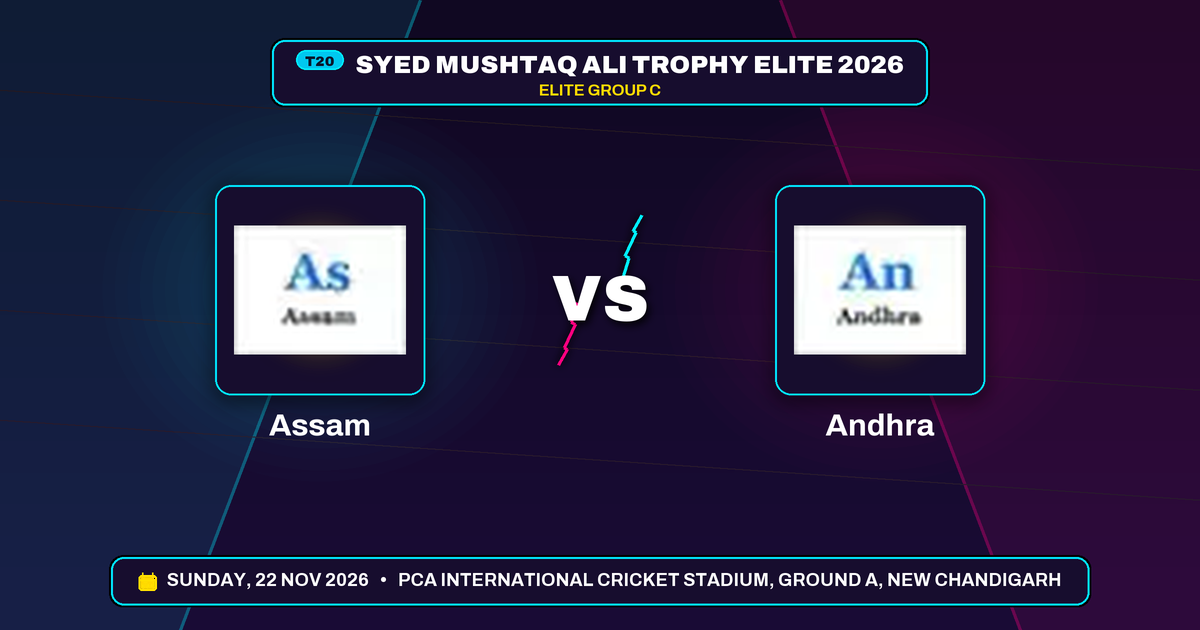 T20 SYED MUSHTAQ ALI TROPHY ELITE 2026
ELITE GROUP C
As
Assam
An
Andhra
VS
Assam
Andhra
SUNDAY, 22 NOV 2026 • PCA INTERNATIONAL CRICKET STADIUM, GROUND A, NEW CHANDIGARH